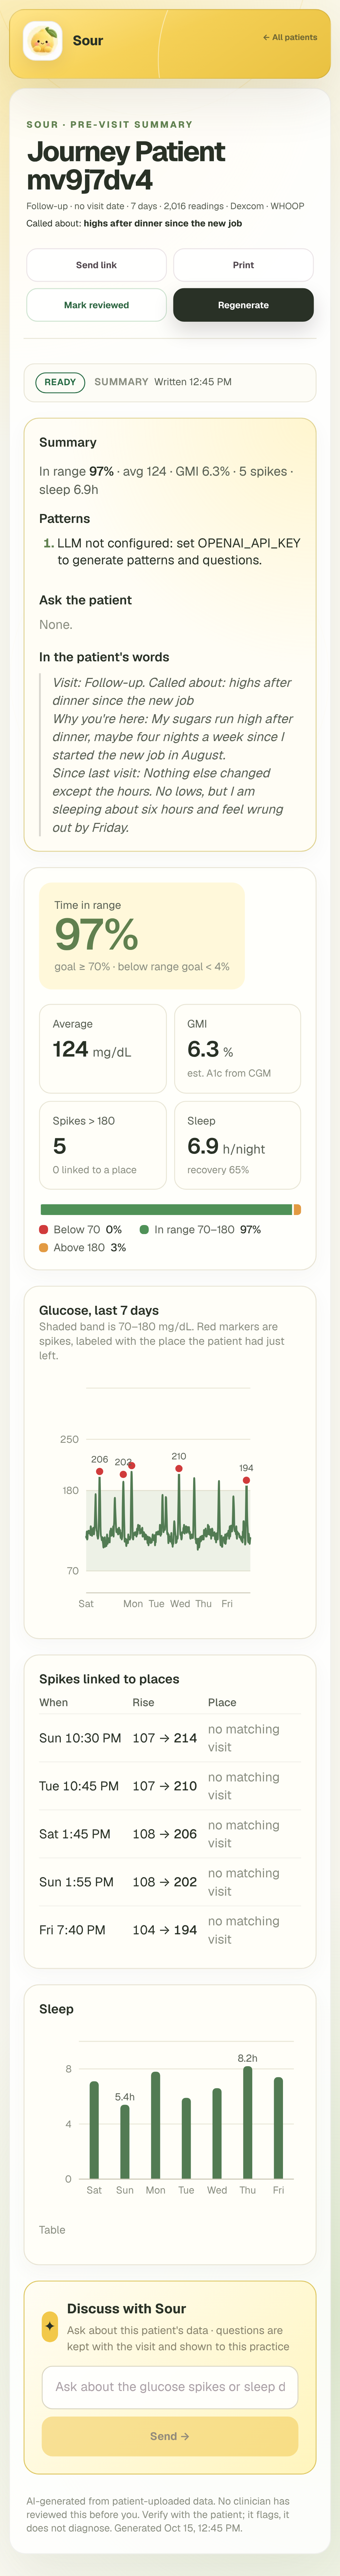 Sour
← All patients
SOUR · PRE-VISIT SUMMARY
Journey Patient
mv9j7dv4
Follow-up · no visit date · 7 days · 2,016 readings · Dexcom · WHOOP
Called about: highs after dinner since the new job
Send link
Print
Mark reviewed
Regenerate
READY SUMMARY Written 12:45 PM
Summary
In range 97% · avg 124 · GMI 6.3% · 5 spikes ·
sleep 6.9h
Patterns
1. LLM not configured: set OPENAI_API_KEY
to generate patterns and questions.
Ask the patient
None.
In the patient's words
Visit: Follow-up. Called about: highs after
dinner since the new job
Why you're here: My sugars run high after
dinner, maybe four nights a week since I
started the new job in August.
Since last visit: Nothing else changed
except the hours. No lows, but I am
sleeping about six hours and feel wrung
out by Friday.
Time in range
97%
goal ≥ 70% · below range goal < 4%
Average
124 mg/dL
GMI
6.3 %
est. A1c from CGM
Spikes > 180
5
0 linked to a place
Sleep
6.9 h/night
recovery 65%
Below 70 0% In range 70–180 97%
Above 180 3%
Glucose, last 7 days
Shaded band is 70–180 mg/dL. Red markers are
spikes, labeled with the place the patient had just
left.
250
206 202 210 194
180
70
Sat Mon Tue Wed Thu Fri
Spikes linked to places
When Rise Place
Sun 10:30 PM 107 → 214 no matching
visit
Tue 10:45 PM 107 → 210 no matching
visit
Sat 1:45 PM 108 → 206 no matching
visit
Sun 1:55 PM 108 → 202 no matching
visit
Fri 7:40 PM 104 → 194 no matching
visit
Sleep
8.2h
8
5.4h
4
0
Sat Sun Mon Tue Wed Thu Fri
Table
Discuss with Sour
Ask about this patient's data · questions are
kept with the visit and shown to this practice
Ask about the glucose spikes or sleep d
Send →
AI-generated from patient-uploaded data. No clinician has
reviewed this before you. Verify with the patient; it flags, it
does not diagnose. Generated Oct 15, 12:45 PM.